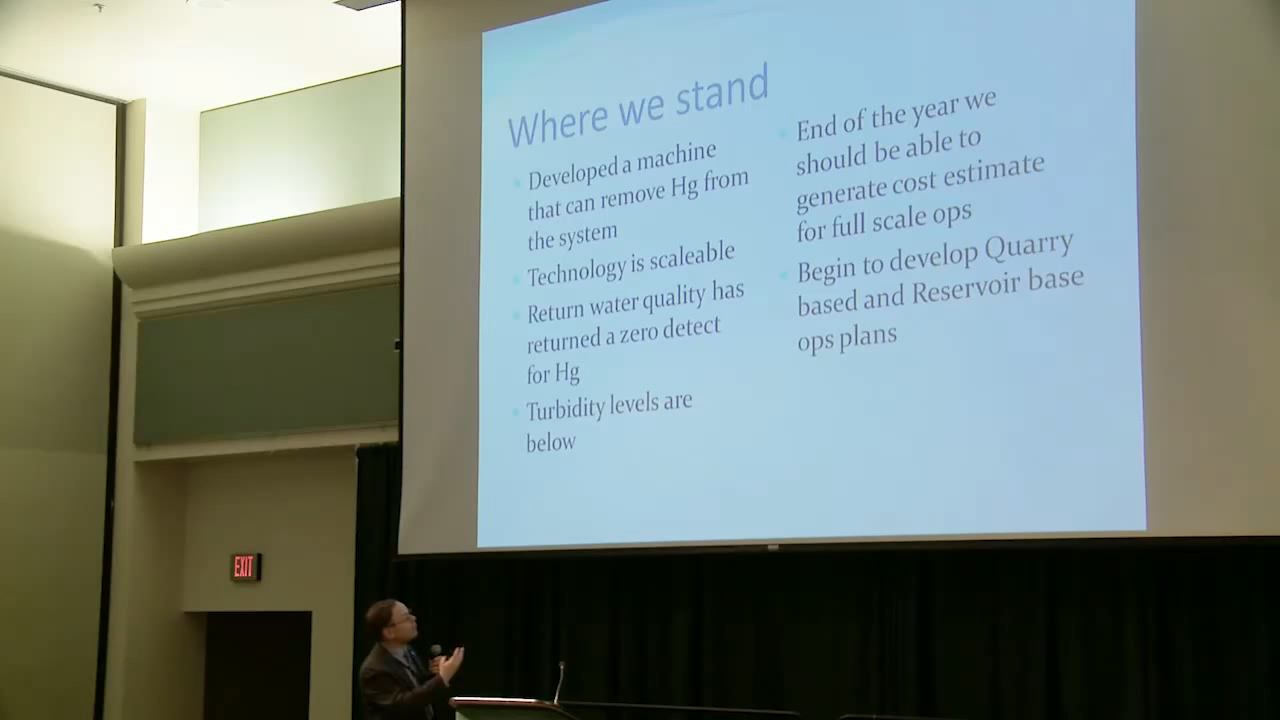 Where we stand
Developed a machine
that can remove Hg from
the system
Technology is scaleable
Return water quality has
returned a zero detect
for Hg
Turbidity levels are
below
End of the year we
should be able to
generate cost estimate
for full scale ops
Begin to develop Quarry
based and Reservoir base
ops plans
EXIT